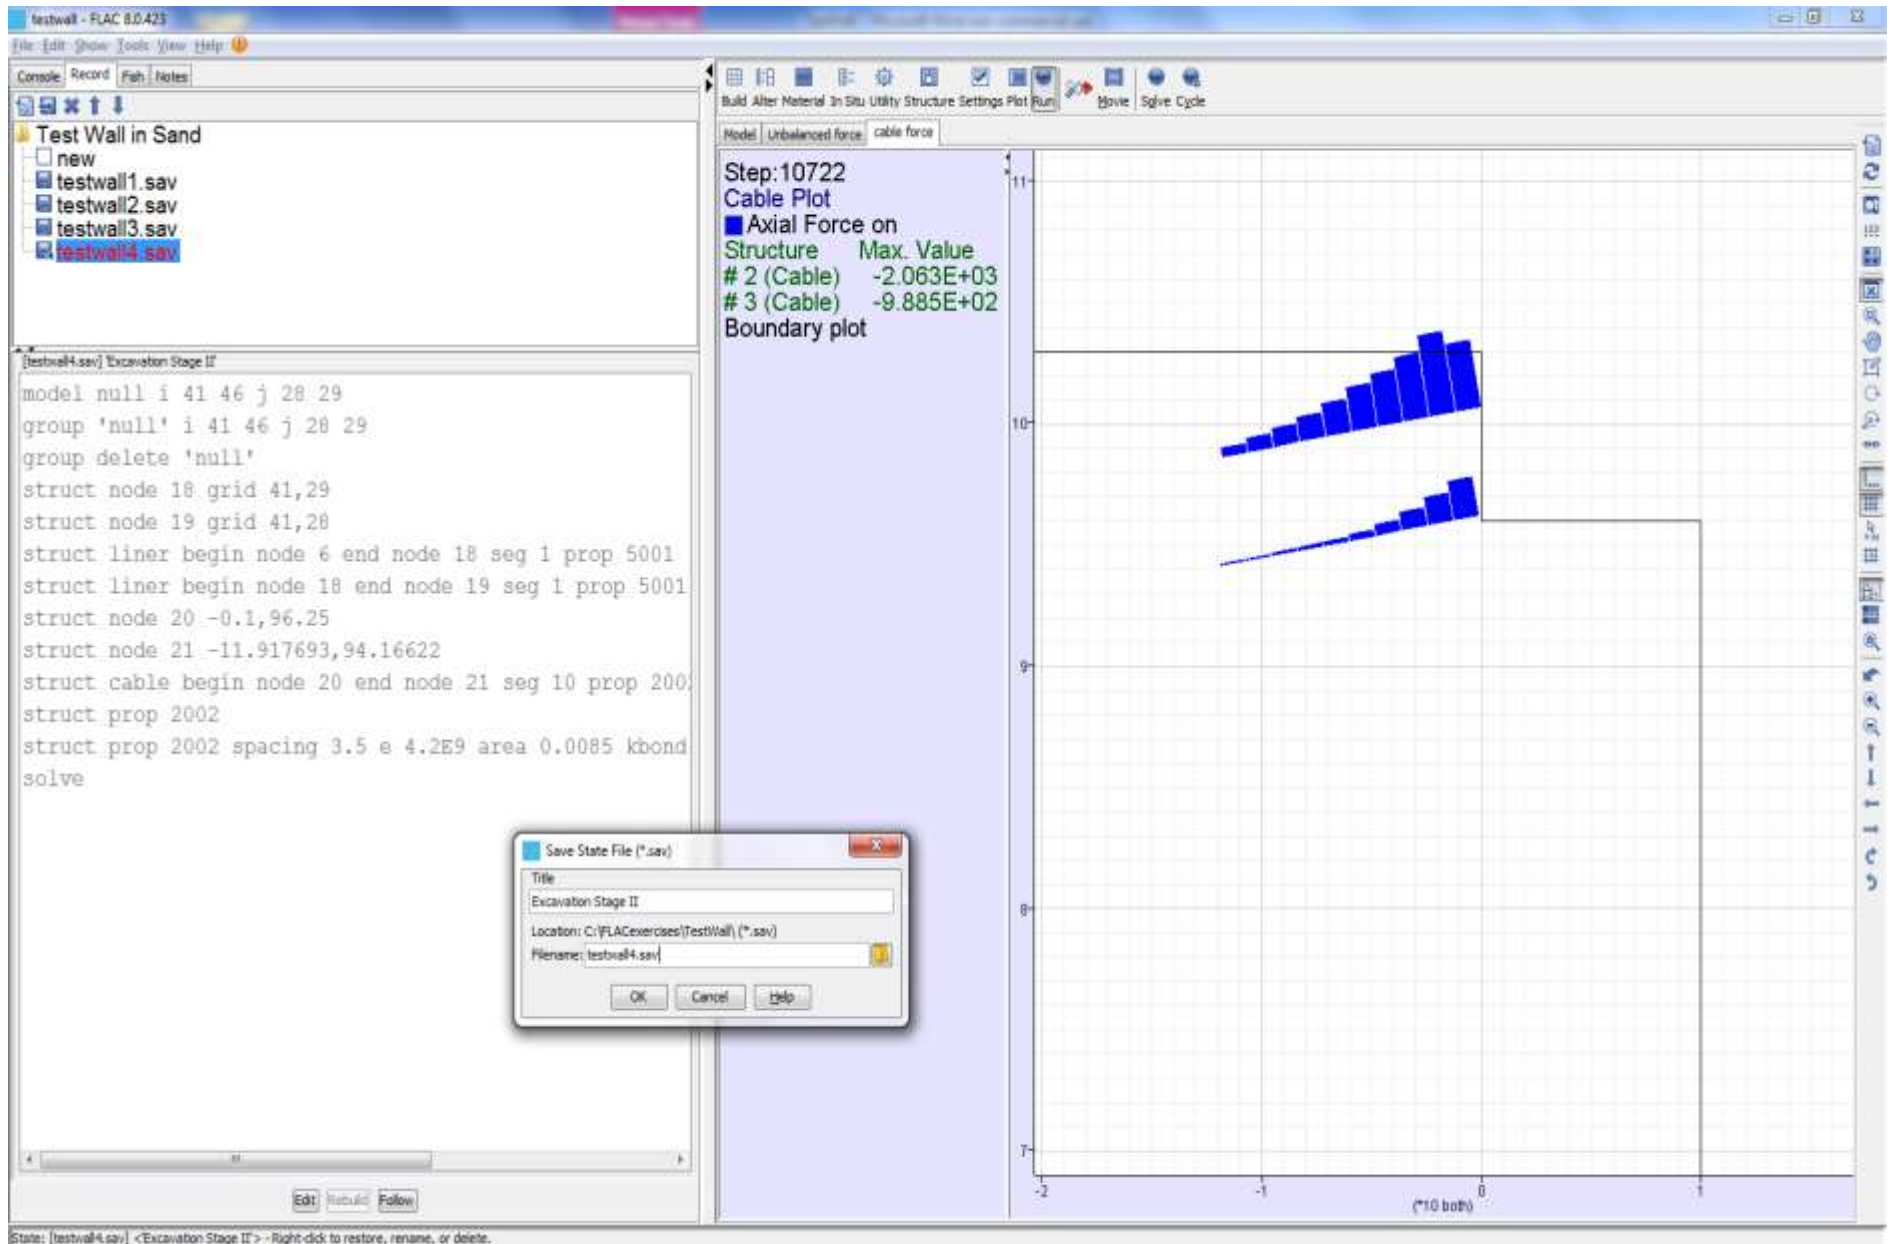 testwall - FLAC 8.0.423
File Edit Show Tools View Help
Console Record Fish Notes
Test Wall in Sand
new
testwall1.sav
testwall2.sav
testwall3.sav
testwall4.sav
[testwall4.sav] 'Excavation Stage II'
model null i 41 46 j 28 29
group 'null' i 41 46 j 28 29
group delete 'null'
struct node 18 grid 41,29
struct node 19 grid 41,28
struct liner begin node 6 end node 18 seg 1 prop 5001
struct liner begin node 18 end node 19 seg 1 prop 5001
struct node 20 -0.1,96.25
struct node 21 -11.917693,94.16622
struct cable begin node 20 end node 21 seg 10 prop 200
struct prop 2002
struct prop 2002 spacing 3.5 e 4.2E9 area 0.0085 kbond
solve
Edit Rebuild Follow
State: [testwall4.sav] <'Excavation Stage II'> - Right-click to restore, rename, or delete.
Build Alter Material In Situ Utility Structure Settings Plot Run Movie Solve Cycle
Model Unbalanced force cable force
Step:10722
Cable Plot
Axial Force on
Structure Max. Value
# 2 (Cable) -2.063E+03
# 3 (Cable) -9.885E+02
Boundary plot
11
10
9
8
7
-2 -1 0 1
(*10 both)
Save State File (*.sav)
Title
Excavation Stage II
Location: C:\FLACexercises\TestWall\ (*.sav)
Filename: testwall4.sav
OK Cancel Help